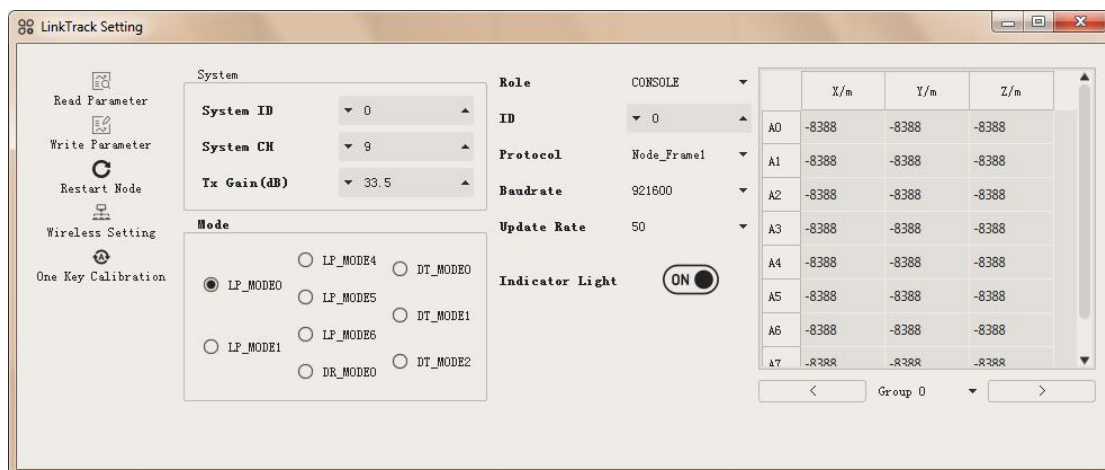 LinkTrack Setting
Read Parameter
Write Parameter
Restart Node
Wireless Setting
One Key Calibration
System
System ID 0
System CH 9
Tx Gain(dB) 33.5
Mode
LP_MODE0
LP_MODE1
LP_MODE4
LP_MODE5
LP_MODE6
DR_MODE0
DT_MODE0
DT_MODE1
DT_MODE2
Role CONSOLE
ID 0
Protocol Node_Frame1
Baudrate 921600
Update Rate 50
Indicator Light ON
X/m Y/m Z/m
A0 -8388 -8388 -8388
A1 -8388 -8388 -8388
A2 -8388 -8388 -8388
A3 -8388 -8388 -8388
A4 -8388 -8388 -8388
A5 -8388 -8388 -8388
A6 -8388 -8388 -8388
A7 -8388 -8388 -8388
< Group 0 >